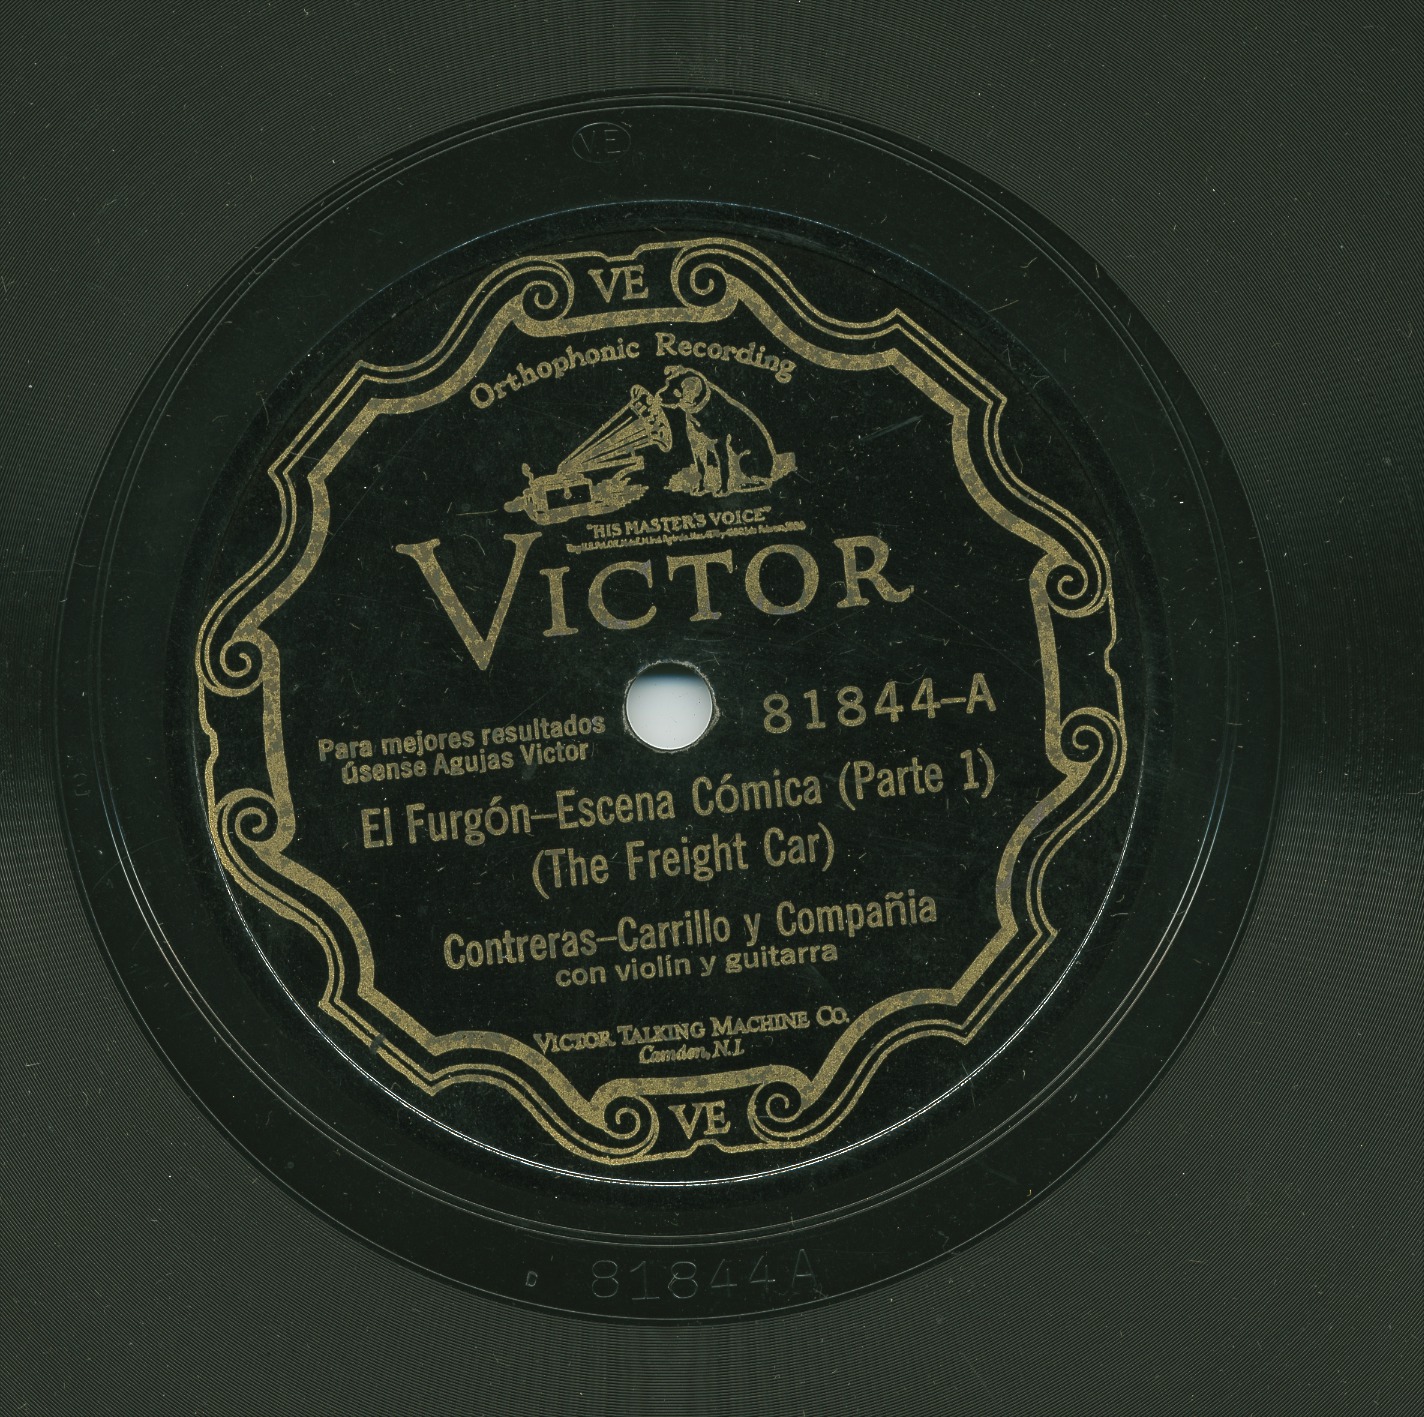 VE
VE
Orthophonic Recording
"HIS MASTER'S VOICE"
VICTOR
81844-A
Para mejores resultados
úsense Agujas Victor
El Furgón-Escena Cómica (Parte 1)
(The Freight Car)
Contreras-Carrillo y Compañia
con violín y guitarra
VICTOR TALKING MACHINE CO.
Camden, N.J.
VE
D 81844A